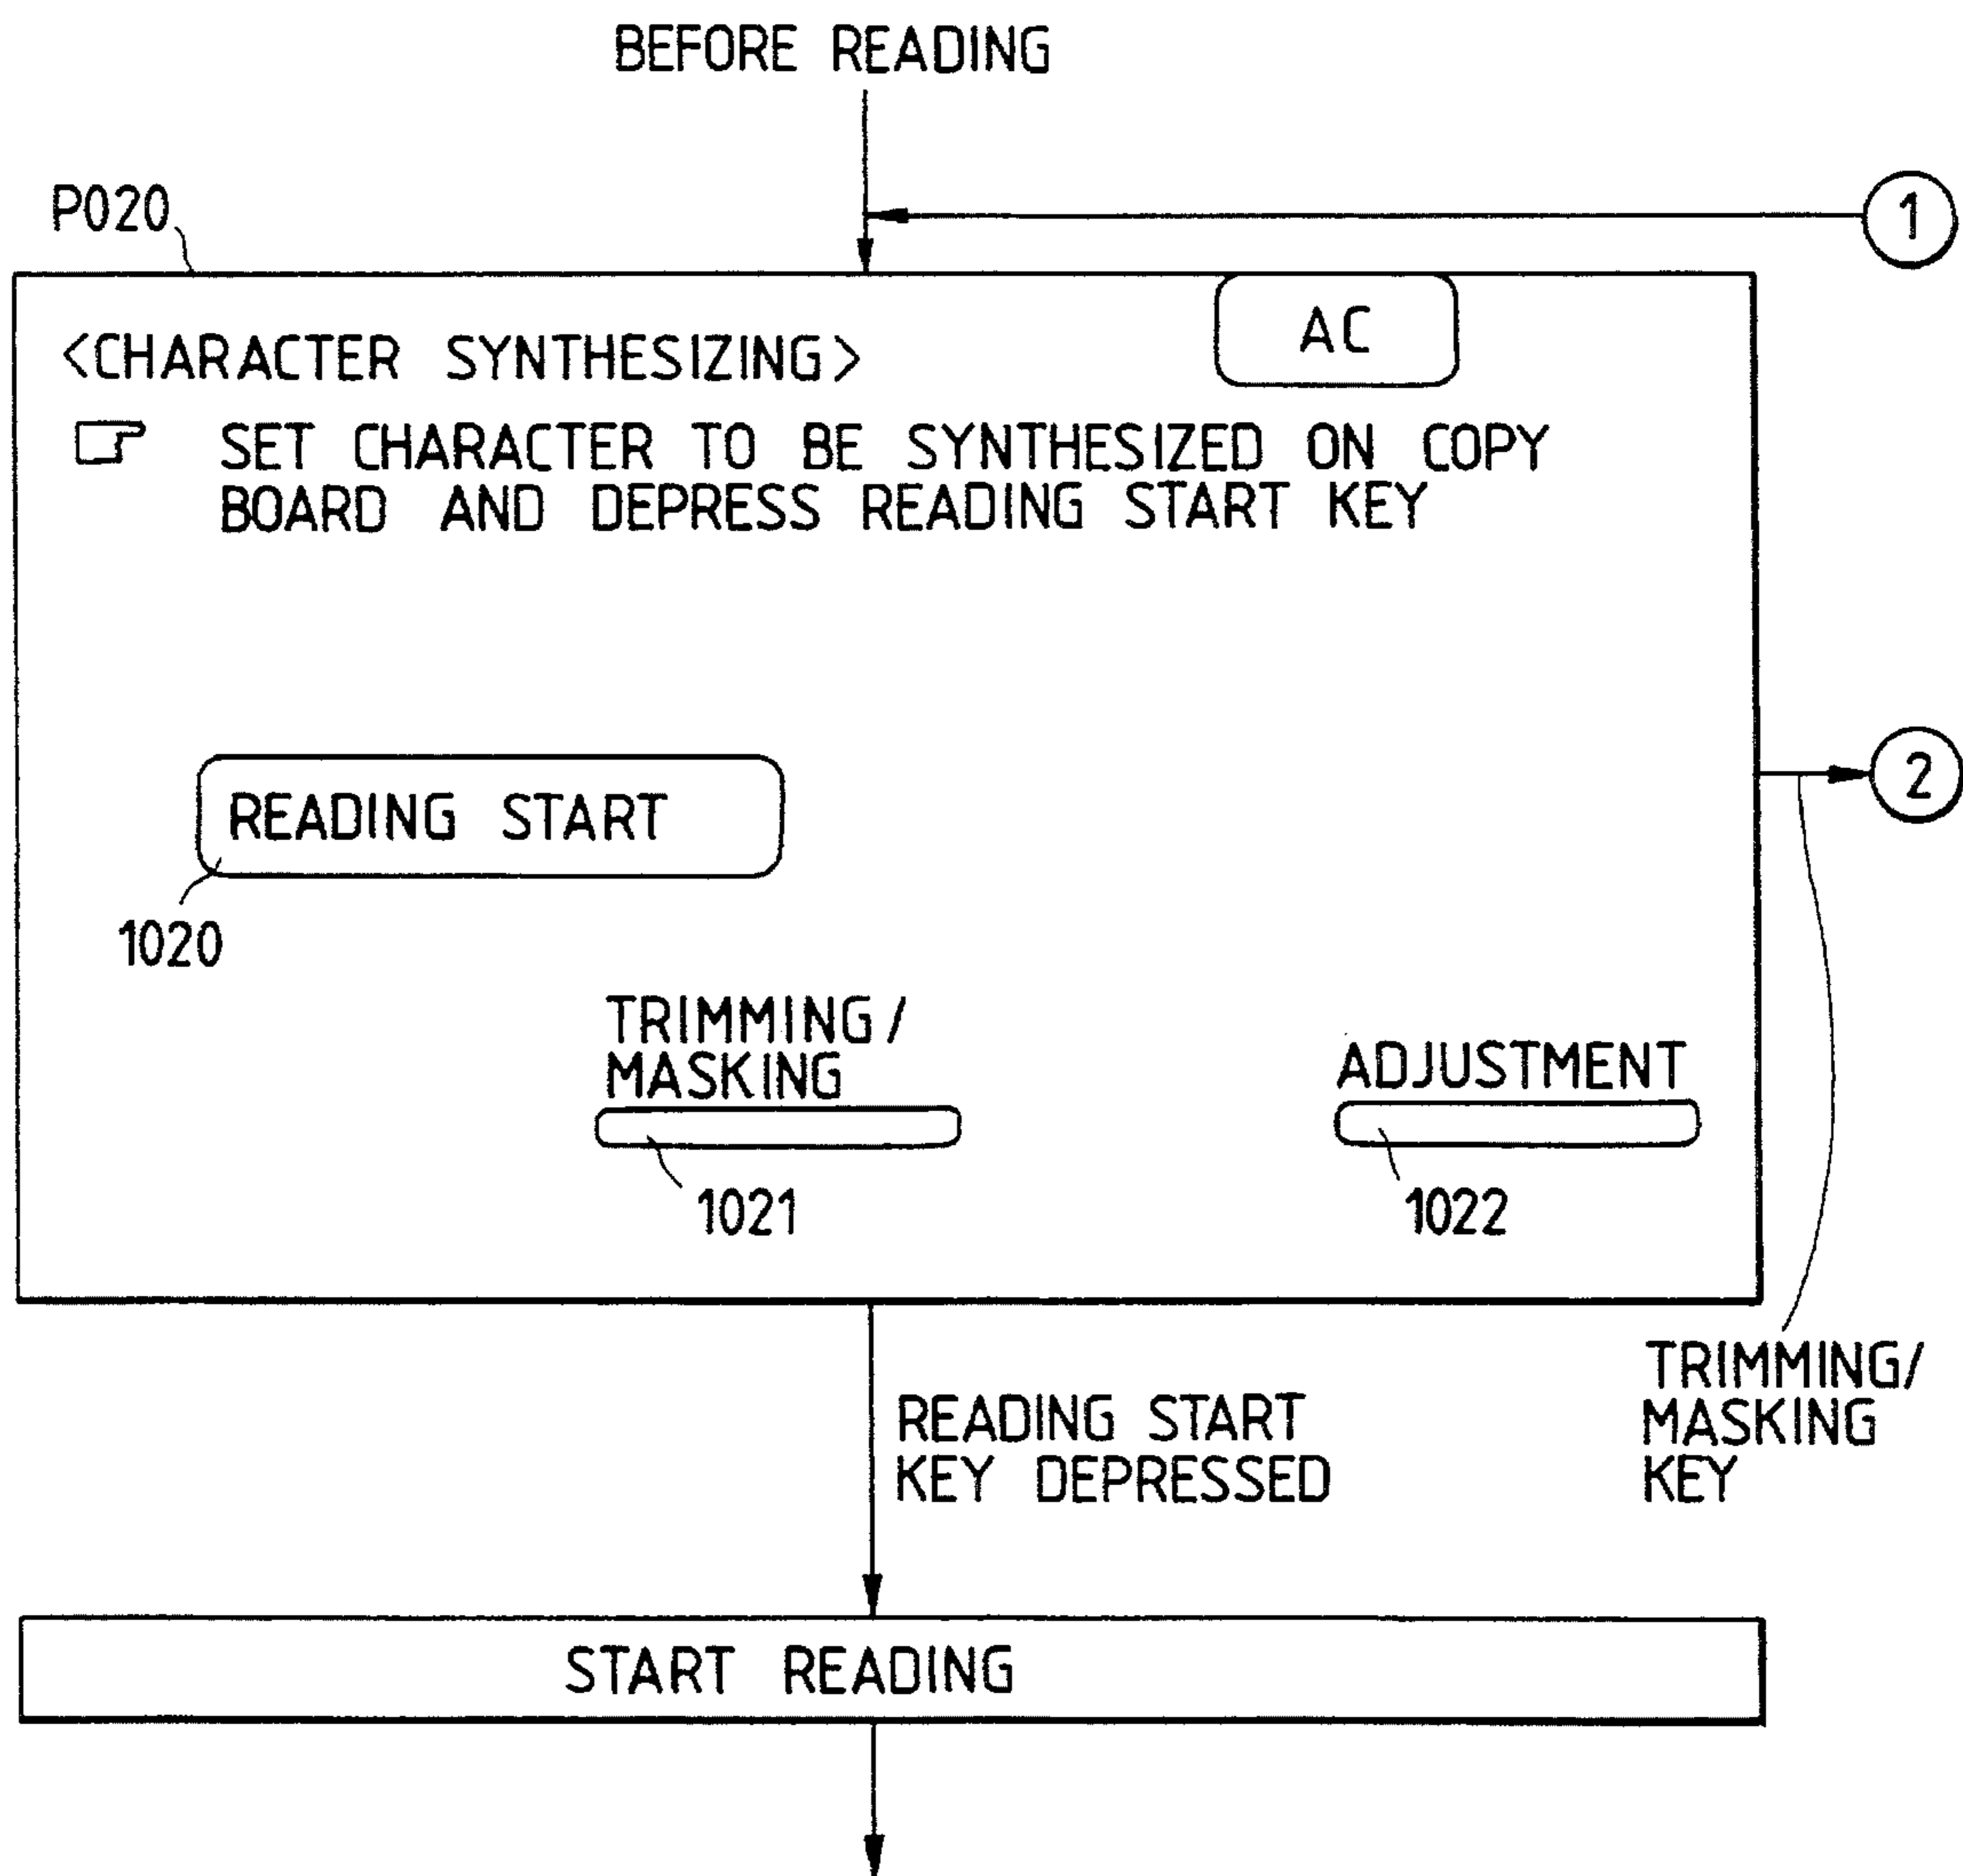 BEFORE READING
1
P020
AC
<CHARACTER SYNTHESIZING>
SET CHARACTER TO BE SYNTHESIZED ON COPY
BOARD AND DEPRESS READING START KEY
2
READING START
1020
TRIMMING/
MASKING
ADJUSTMENT
1021
1022
TRIMMING/
MASKING
KEY
READING START
KEY DEPRESSED
START READING